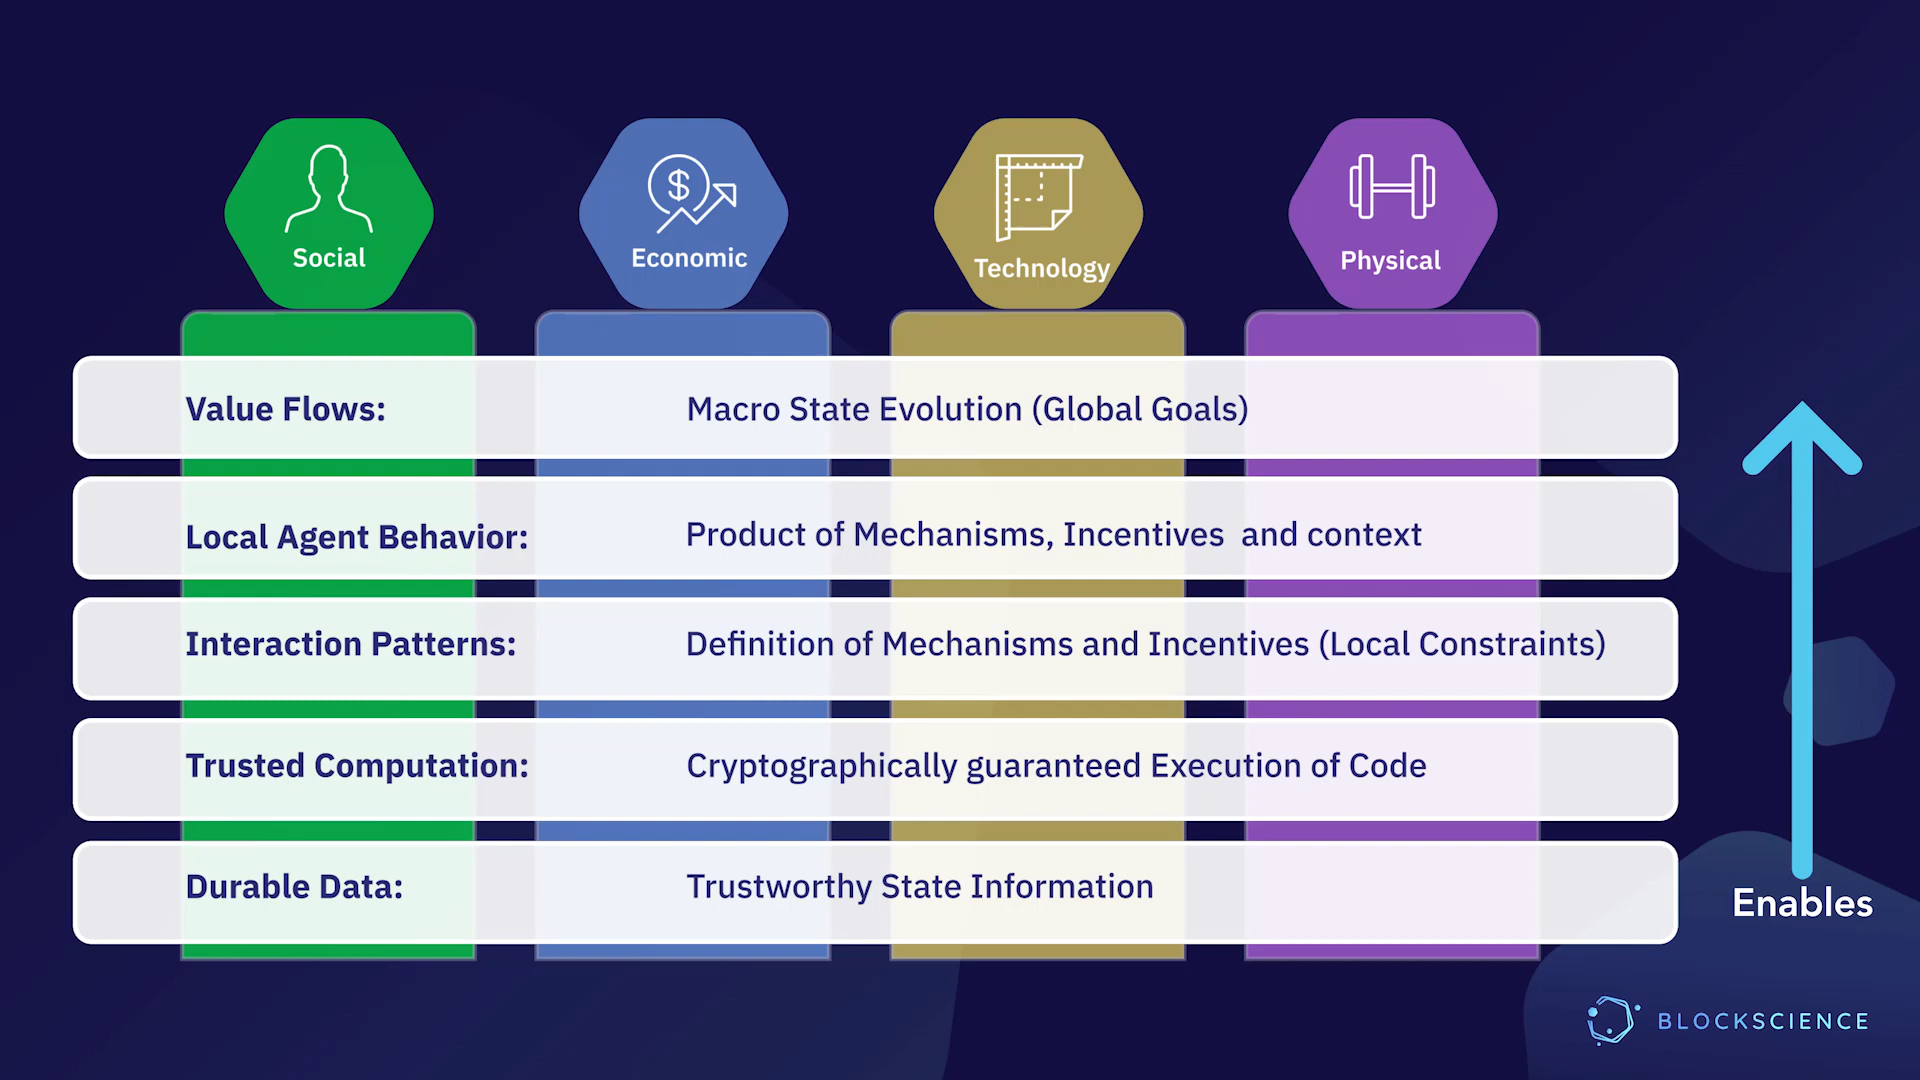 Social
Economic
Technology
Physical
Value Flows: Macro State Evolution (Global Goals)
Local Agent Behavior: Product of Mechanisms, Incentives and context
Interaction Patterns: Definition of Mechanisms and Incentives (Local Constraints)
Trusted Computation: Cryptographically guaranteed Execution of Code
Durable Data: Trustworthy State Information
Enables
BLOCKSCIENCE